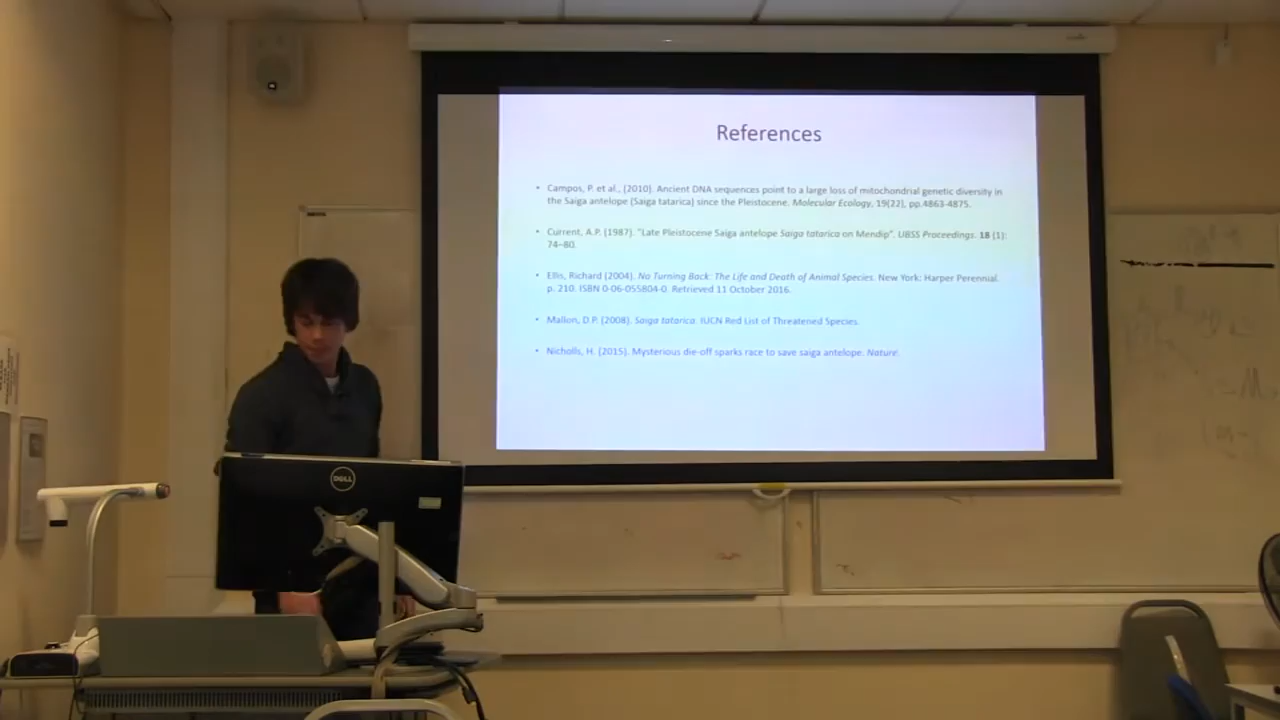 References
• Campos, P. et al., (2010). Ancient DNA sequences point to a large loss of mitochondrial genetic diversity in
the Saiga antelope (Saiga tatarica) since the Pleistocene. Molecular Ecology, 19(22), pp.4863-4875.
• Current, A.P. (1987). "Late Pleistocene Saiga antelope Saiga tatarica on Mendip". UBSS Proceedings. 18 (1):
74–80.
• Ellis, Richard (2004). No Turning Back: The Life and Death of Animal Species. New York: Harper Perennial.
p. 210. ISBN 0-06-055804-0. Retrieved 11 October 2016.
• Mallon, D.P. (2008). Saiga tatarica. IUCN Red List of Threatened Species.
• Nicholls, H. (2015). Mysterious die-off sparks race to save saiga antelope. Nature.
DELL